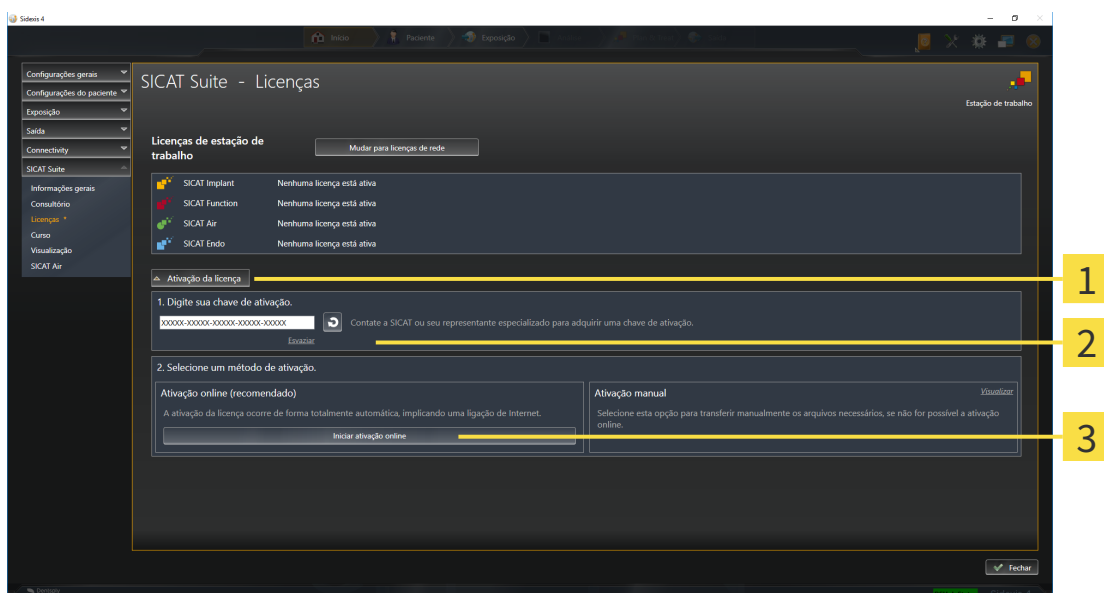 Sidexis 4
Início
Paciente
Exposição
Configurações gerais
Configurações do paciente
Exposição
Saída
Connectivity
SICAT Suite
Informações gerais
Consultório
Licenças *
Curso
Visualização
SICAT Air
SICAT Suite - Licenças
Estação de trabalho
Licenças de estação de
trabalho
Mudar para licenças de rede
SICAT Implant Nenhuma licença está ativa
SICAT Function Nenhuma licença está ativa
SICAT Air Nenhuma licença está ativa
SICAT Endo Nenhuma licença está ativa
Ativação da licença
1
1. Digite sua chave de ativação.
XXXXX-XXXXX-XXXXX-XXXXX-XXXXX
Contate a SICAT ou seu representante especializado para adquirir uma chave de ativação.
Esvaziar
2
2. Selecione um método de ativação.
Ativação online (recomendado)
A ativação da licença ocorre de forma totalmente automática, implicando uma ligação de Internet.
Iniciar ativação online
Ativação manual
Visualizar
Selecione esta opção para transferir manualmente os arquivos necessários, se não for possível a ativação
online.
3
Fechar